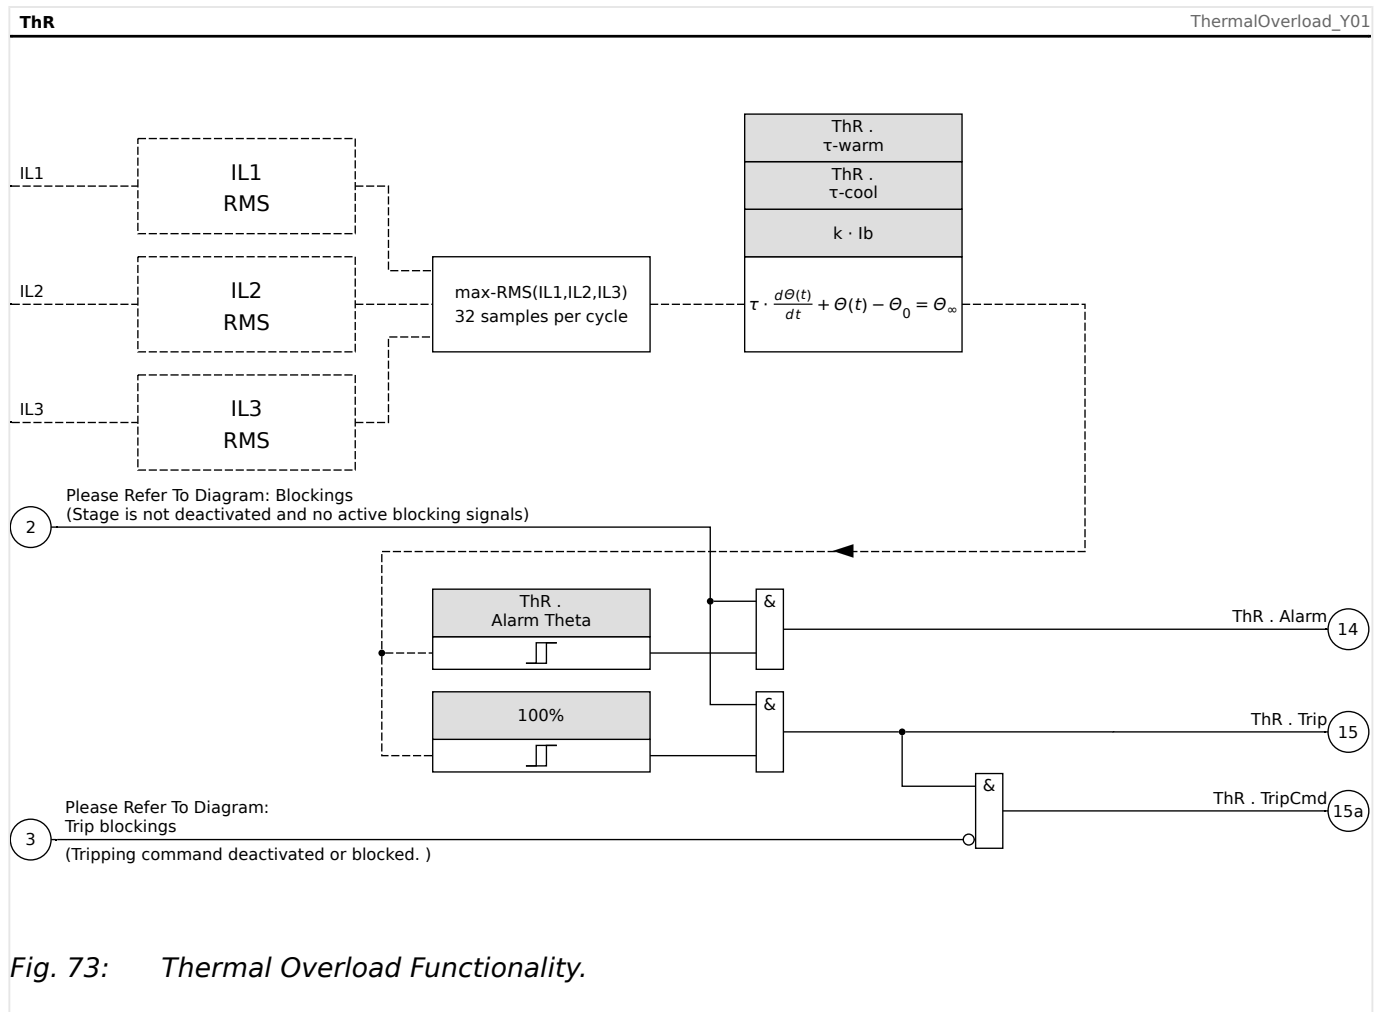 ThR
ThermalOverload_Y01
ThR .
τ-warm
ThR .
τ-cool
k · Ib
IL1
IL1
RMS
IL2
IL2
RMS
IL3
IL3
RMS
max-RMS(IL1,IL2,IL3)
32 samples per cycle
τ · dΘ(t)/dt + Θ(t) − Θ₀ = Θ∞
Please Refer To Diagram: Blockings
(Stage is not deactivated and no active blocking signals)
2
ThR .
Alarm Theta
&
ThR . Alarm
14
100%
&
ThR . Trip
15
&
ThR . TripCmd
15a
Please Refer To Diagram:
Trip blockings
3
(Tripping command deactivated or blocked. )
Fig. 73: Thermal Overload Functionality.